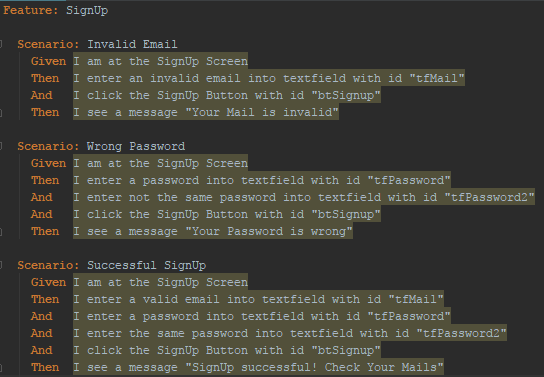 Feature: SignUp
Scenario: Invalid Email
Given I am at the SignUp Screen
Then I enter an invalid email into textfield with id "tfMail"
And I click the SignUp Button with id "btSignup"
Then I see a message "Your Mail is invalid"
Scenario: Wrong Password
Given I am at the SignUp Screen
Then I enter a password into textfield with id "tfPassword"
And I enter not the same password into textfield with id "tfPassword2"
And I click the SignUp Button with id "btSignup"
Then I see a message "Your Password is wrong"
Scenario: Successful SignUp
Given I am at the SignUp Screen
Then I enter a valid email into textfield with id "tfMail"
And I enter a password into textfield with id "tfPassword"
And I enter the same password into textfield with id "tfPassword2"
And I click the SignUp Button with id "btSignup"
Then I see a message "SignUp successful! Check Your Mails"